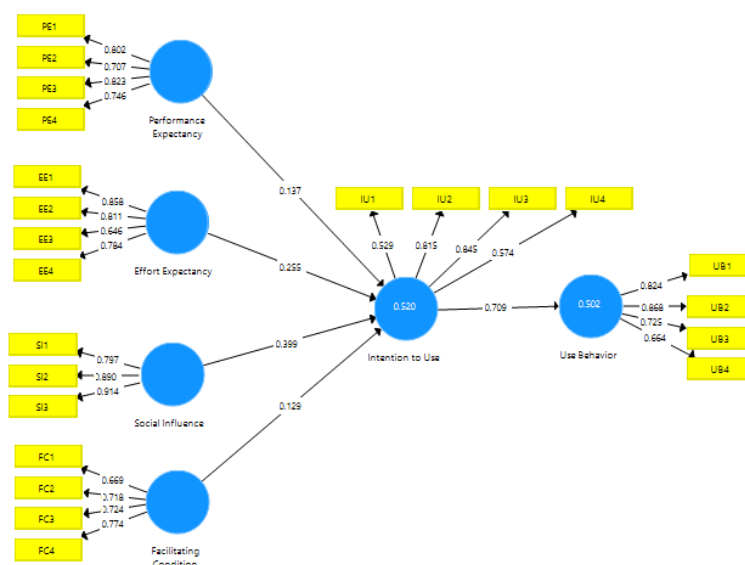 PE1
PE2
PE3
PE4
0.802
0.707
0.823
0.746
Performance
Expectancy
0.137
EE1
EE2
EE3
EE4
0.858
0.811
0.646
0.784
Effort Expectancy
0.255
IU1
IU2
IU3
IU4
0.529
0.815
0.845
0.574
0.520
Intention to Use
0.709
0.502
Use Behavior
UB1
UB2
UB3
UB4
0.824
0.868
0.725
0.664
SI1
SI2
SI3
0.797
0.890
0.914
Social Influence
0.399
FC1
FC2
FC3
FC4
0.669
0.718
0.724
0.774
Facilitating
Condition
0.129